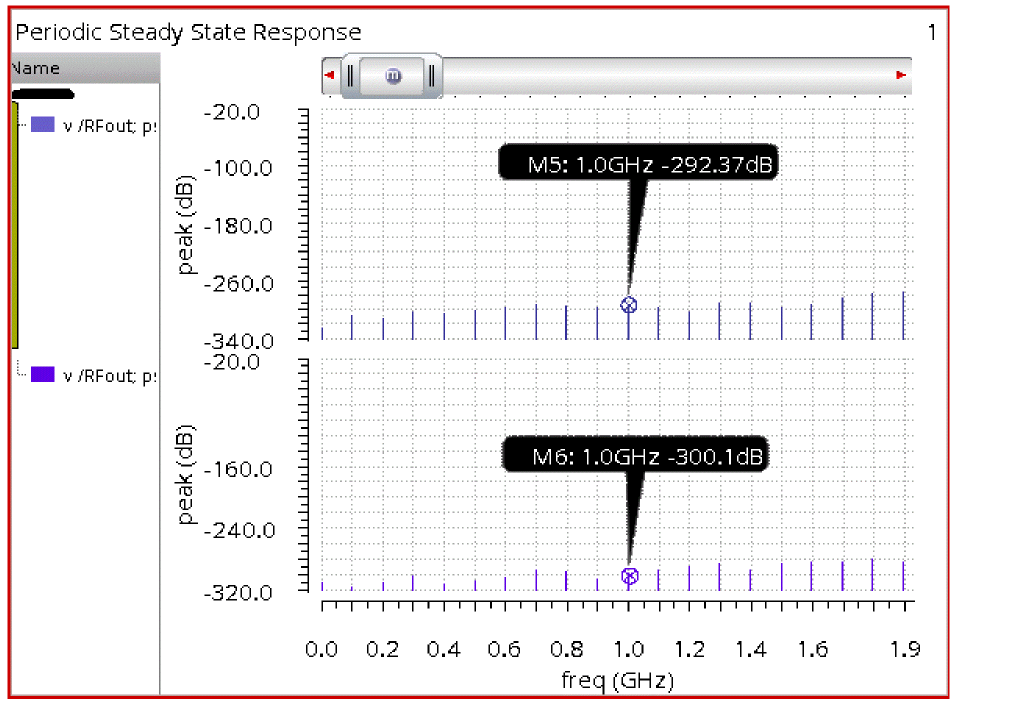 Periodic Steady State Response 1
Name
v /RFout; ps
-20.0
-100.0
-180.0
-260.0
-340.0
peak (dB)
M5: 1.0GHz -292.37dB
v /RFout; ps
-20.0
-160.0
-240.0
-320.0
peak (dB)
M6: 1.0GHz -300.1dB
0.0 0.2 0.4 0.6 0.8 1.0 1.2 1.4 1.6 1.9
freq (GHz)
m